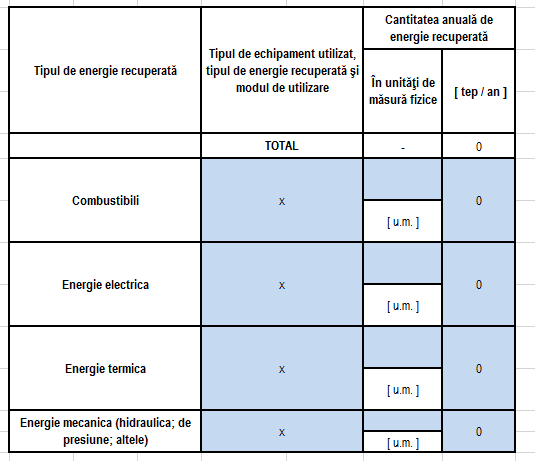 Tipul de energie recuperată
Tipul de echipament utilizat,
tipul de energie recuperată şi
modul de utilizare
Cantitatea anuală de
energie recuperată
În unităţi de
măsură fizice
[ tep / an ]
TOTAL
-
0
Combustibili
x
[ u.m. ]
0
Energie electrica
x
[ u.m. ]
0
Energie termica
x
[ u.m. ]
0
Energie mecanica (hidraulica; de
presiune; altele)
x
[ u.m. ]
0